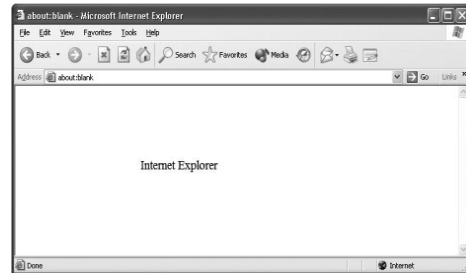 about:blank - Microsoft Internet Explorer
File Edit View Favorites Tools Help
Back Search Favorites Media
Address about:blank Go Links »
Internet Explorer
Done Internet